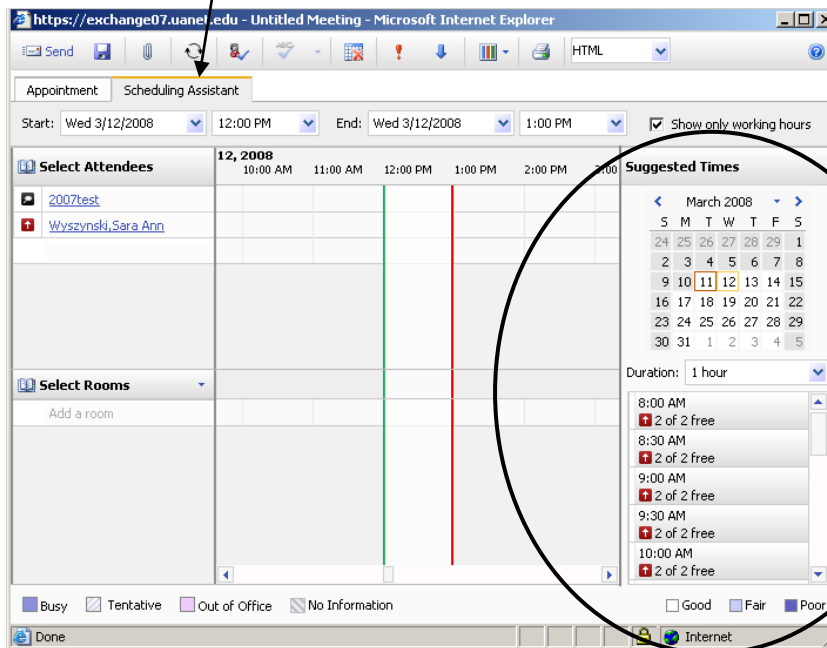 https://exchange07.uanet.edu - Untitled Meeting - Microsoft Internet Explorer
Send ABC HTML
Appointment Scheduling Assistant
Start: Wed 3/12/2008 12:00 PM End: Wed 3/12/2008 1:00 PM Show only working hours
Select Attendees
12, 2008
10:00 AM 11:00 AM 12:00 PM 1:00 PM 2:00 PM 3:00
2007test
Wyszynski,Sara Ann
Select Rooms
Add a room
Suggested Times
March 2008
S M T W T F S
24 25 26 27 28 29 1
2 3 4 5 6 7 8
9 10 11 12 13 14 15
16 17 18 19 20 21 22
23 24 25 26 27 28 29
30 31 1 2 3 4 5
Duration: 1 hour
8:00 AM
2 of 2 free
8:30 AM
2 of 2 free
9:00 AM
2 of 2 free
9:30 AM
2 of 2 free
10:00 AM
2 of 2 free
Busy Tentative Out of Office No Information Good Fair Poor
Done Internet